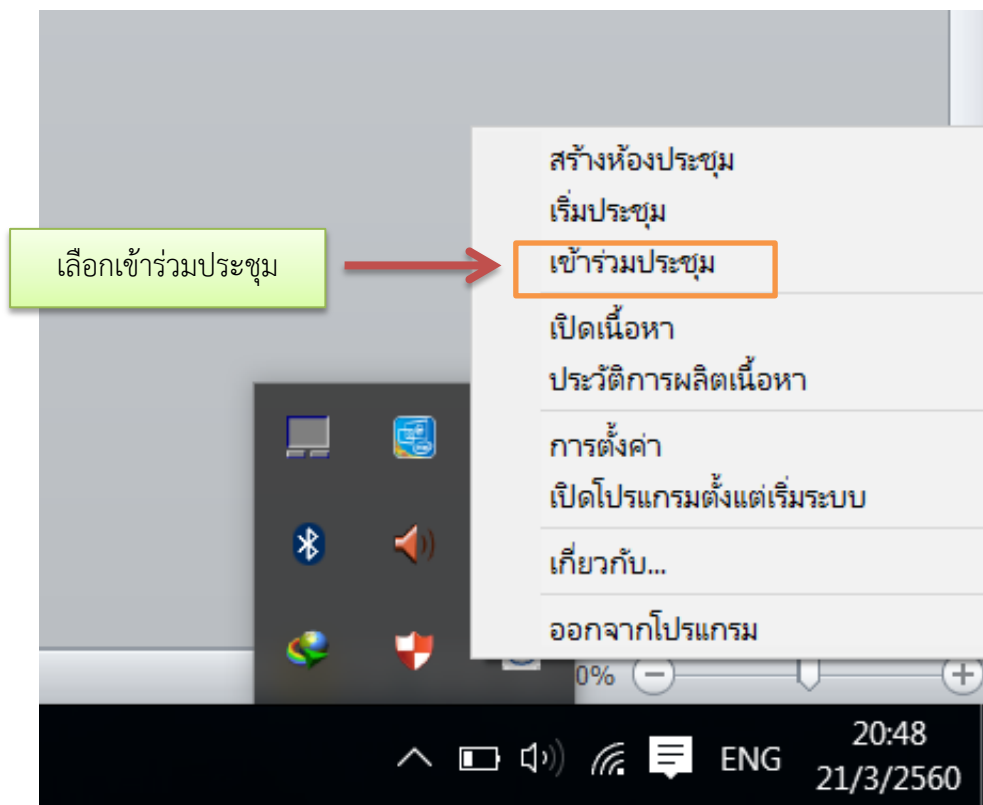 สร้างห้องประชุม
เริ่มประชุม
เลือกเข้าร่วมประชุม
เข้าร่วมประชุม
เปิดเนื้อหา
ประวัติการผลิตเนื้อหา
การตั้งค่า
เปิดโปรแกรมตั้งแต่เริ่มระบบ
เกี่ยวกับ...
ออกจากโปรแกรม
0%
ENG
20:48
21/3/2560